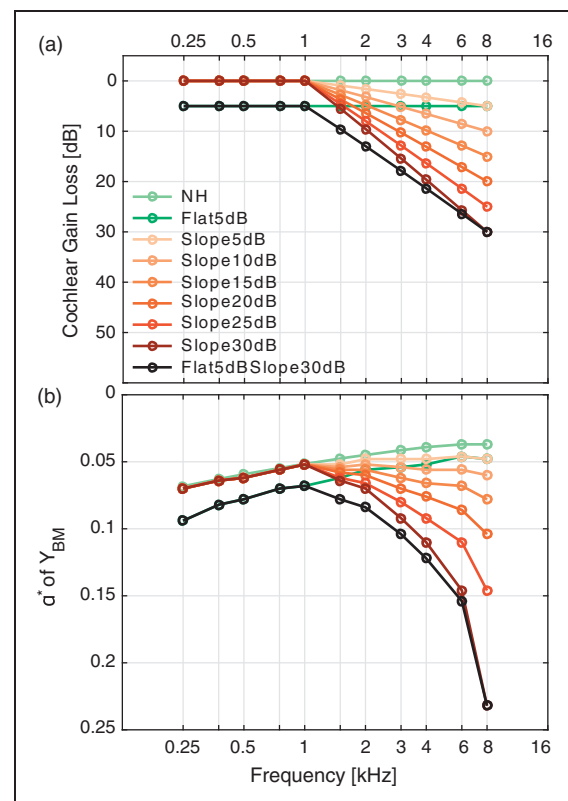 0.25 0.5 1 2 3 4 6 8 16
(a)
0
10
20
30
40
50
Cochlear Gain Loss [dB]
NH
Flat5dB
Slope5dB
Slope10dB
Slope15dB
Slope20dB
Slope25dB
Slope30dB
Flat5dBSlope30dB
(b)
0
0.05
0.1
0.15
0.2
0.25
α* of Y_BM
0.25 0.5 1 2 3 4 6 8 16
Frequency [kHz]